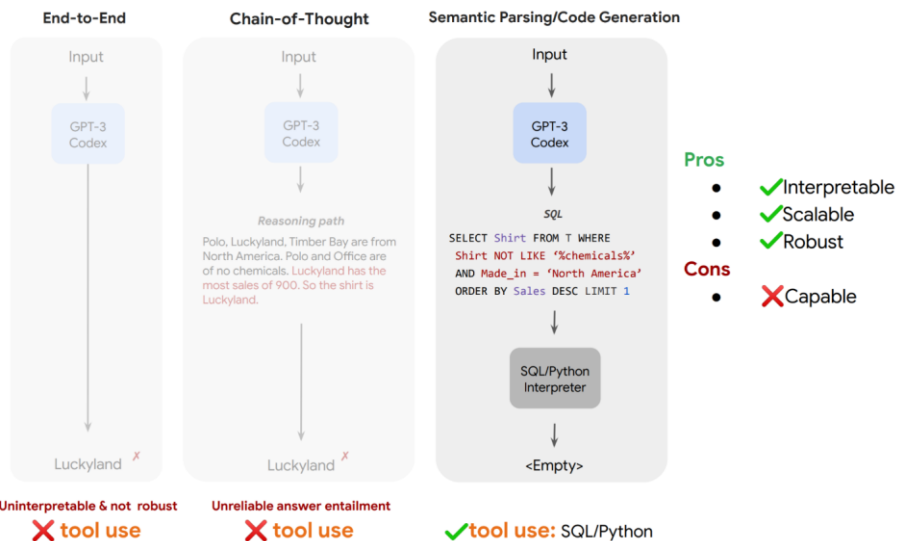 End-to-End
Input
GPT-3
Codex
Luckyland ✗
Uninterpretable & not robust
❌ tool use
Chain-of-Thought
Input
GPT-3
Codex
Reasoning path
Polo, Luckyland, Timber Bay are from
North America. Polo and Office are
of no chemicals. Luckyland has the
most sales of 900. So the shirt is
Luckyland.
Luckyland ✗
Unreliable answer entailment
❌ tool use
Semantic Parsing/Code Generation
Input
GPT-3
Codex
SQL
SELECT Shirt FROM T WHERE
Shirt NOT LIKE ‘%chemicals%’
AND Made_in = ‘North America’
ORDER BY Sales DESC LIMIT 1
SQL/Python
Interpreter
<Empty>
✓tool use: SQL/Python
Pros
● ✓Interpretable
● ✓Scalable
● ✓Robust
Cons
● ❌Capable